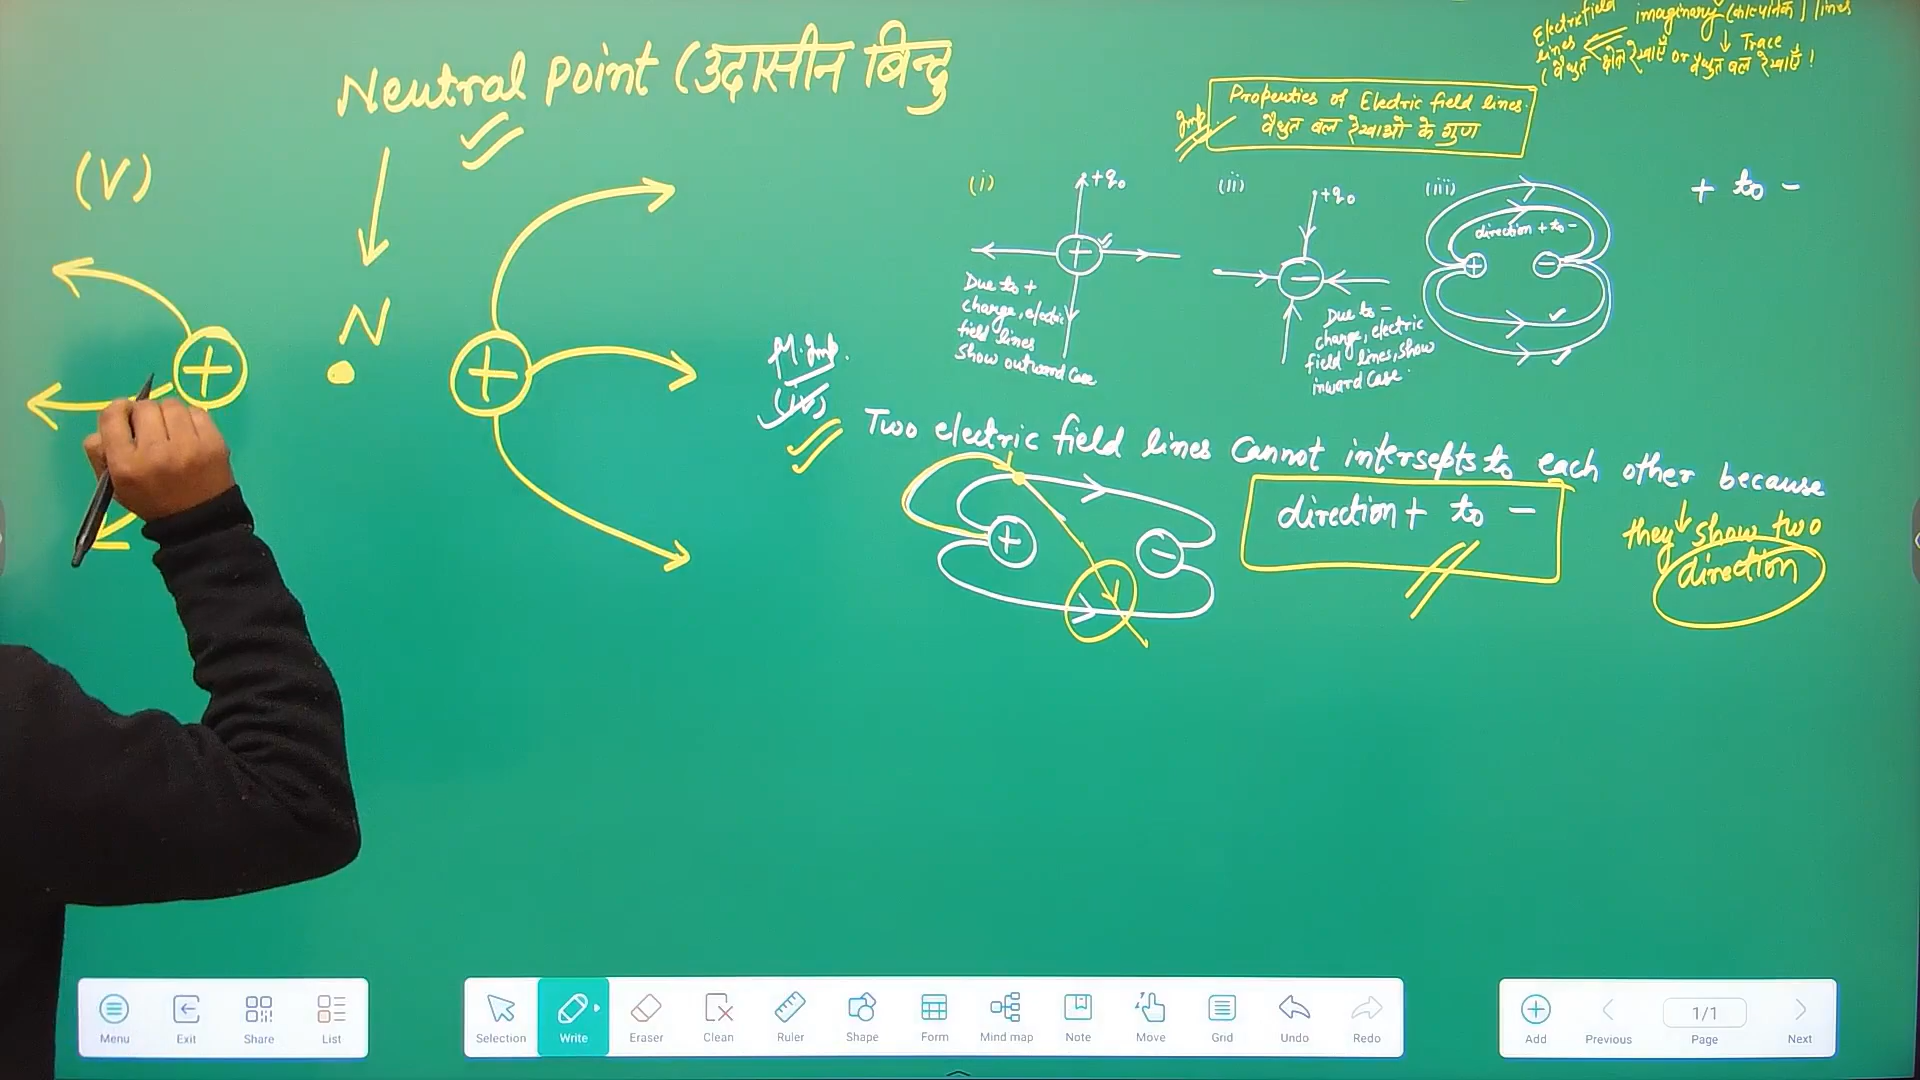 Electricfield imaginary (काल्पनिक) lines
lines ↓ Trace
(वैधुत क्षेत्र रेखाएँ or वैधुत बल रेखाएँ!
Neutral point (उदासीन बिन्दु
Properties of Electric field lines.
Imp. वैधुत बल रेखाओ के गुण
(V)
N
+
+
(i)
+q₀
+
Due to +
charge, electric
field lines
show outward case
(ii)
+q₀
−
Due to −
charge, electric
field lines, show
inward case.
(iii)
direction + to −
+ −
+ to −
M. Imp.
(iv)
Two electric field lines cannot intersepts to each other because
they show two
direction
+ −
direction + to −
Menu Exit Share List
Selection Write Eraser Clean Ruler Shape Form Mind map Note Move Grid Undo Redo
1/1
Add Previous Page Next